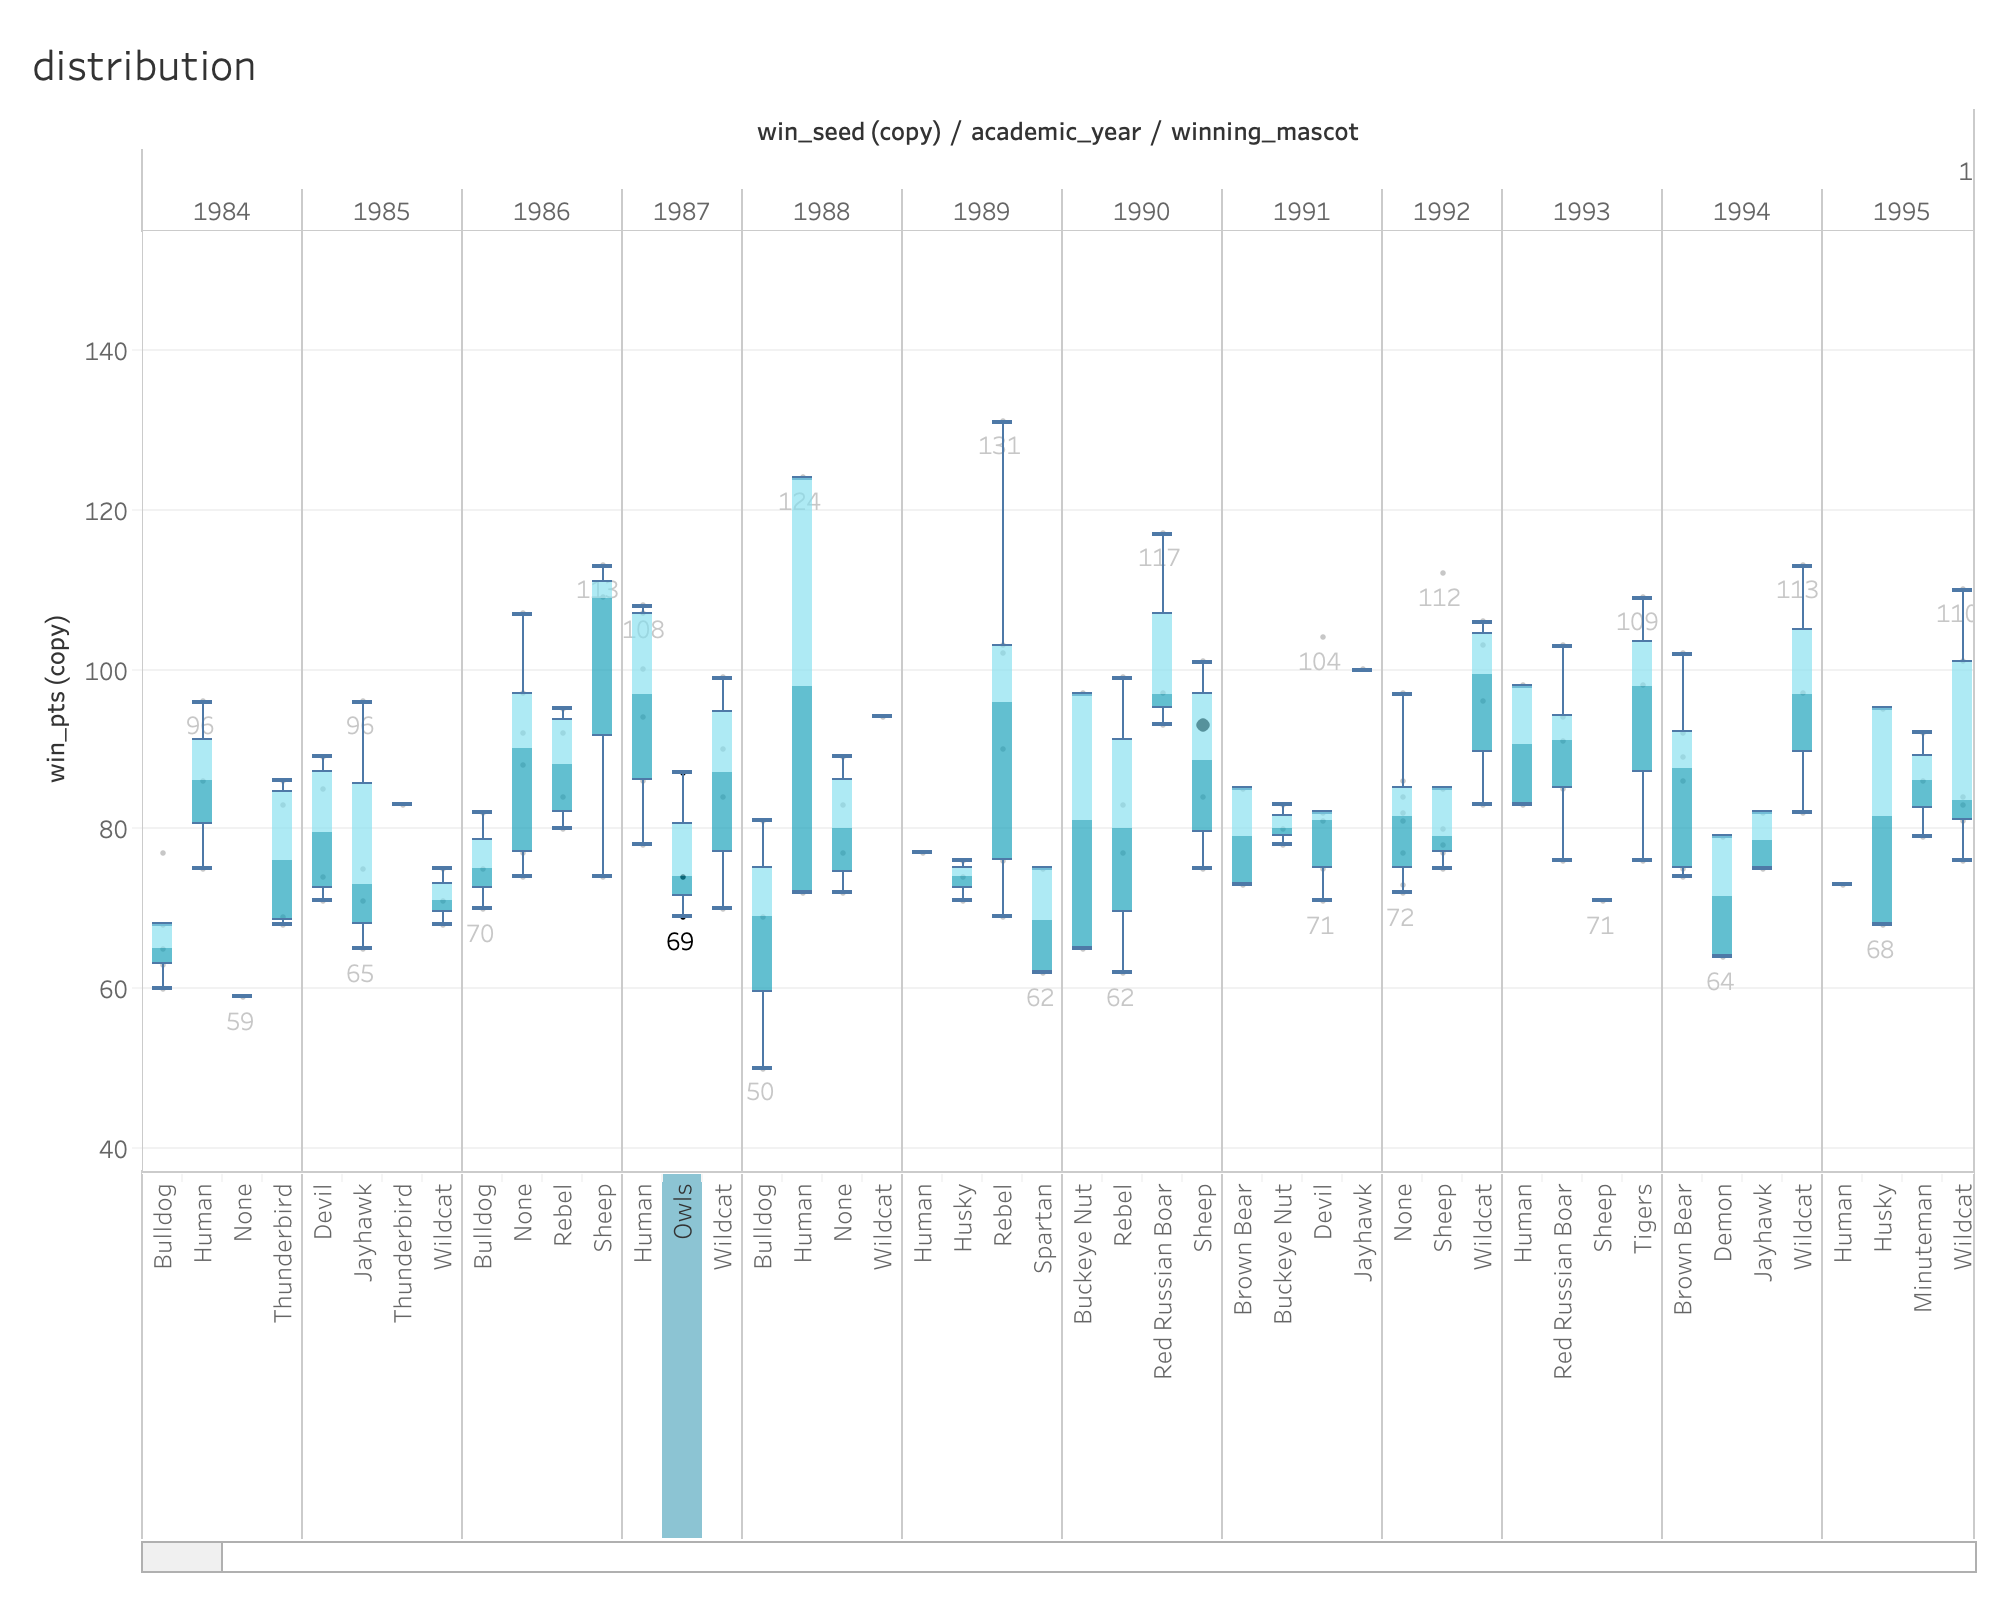 distribution
win_seed (copy) / academic_year / winning_mascot
1
1984 1985 1986 1987 1988 1989 1990 1991 1992 1993 1994 1995
win_pts (copy)
140
131
120
124
117
113 112 113
108 109 110
100
104
96 96
80
70 69 71 72 71 68
65 62 62 64
60
59
50
40
Bulldog Human None Thunderbird Devil Jayhawk Thunderbird Wildcat Bulldog None Rebel Sheep Human Owls Wildcat Bulldog Human None Wildcat Human Husky Rebel Spartan Buckeye Nut Rebel Red Russian Boar Sheep Brown Bear Buckeye Nut Devil Jayhawk None Sheep Wildcat Human Red Russian Boar Sheep Tigers Brown Bear Demon Jayhawk Wildcat Human Husky Minuteman Wildcat